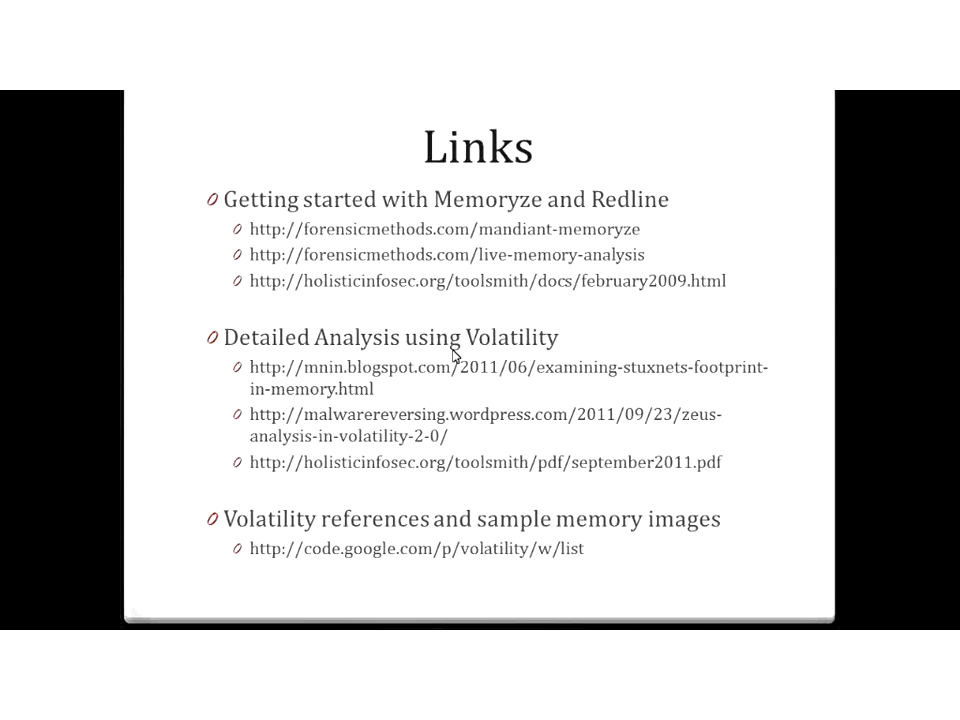 Links
Getting started with Memoryze and Redline
http://forensicmethods.com/mandiant-memoryze
http://forensicmethods.com/live-memory-analysis
http://holisticinfosec.org/toolsmith/docs/february2009.html
Detailed Analysis using Volatility
http://mnin.blogspot.com/2011/06/examining-stuxnets-footprint-
in-memory.html
http://malwarereversing.wordpress.com/2011/09/23/zeus-
analysis-in-volatility-2-0/
http://holisticinfosec.org/toolsmith/pdf/september2011.pdf
Volatility references and sample memory images
http://code.google.com/p/volatility/w/list